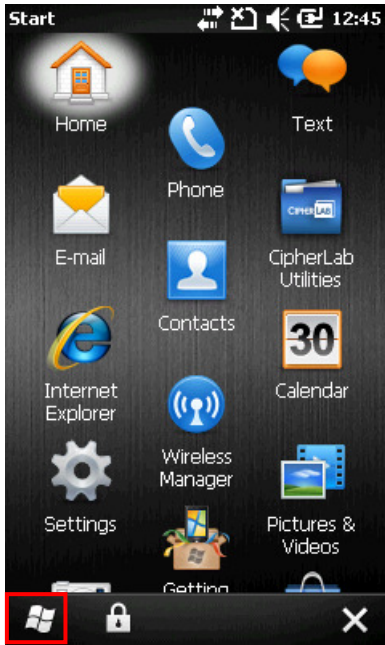 Start 12:45
Home
Text
Phone
E-mail
CIPHERLAB
CipherLab
Utilities
Contacts
30
Internet
Explorer
Calendar
Wireless
Manager
Settings
Pictures &
Videos
Getting